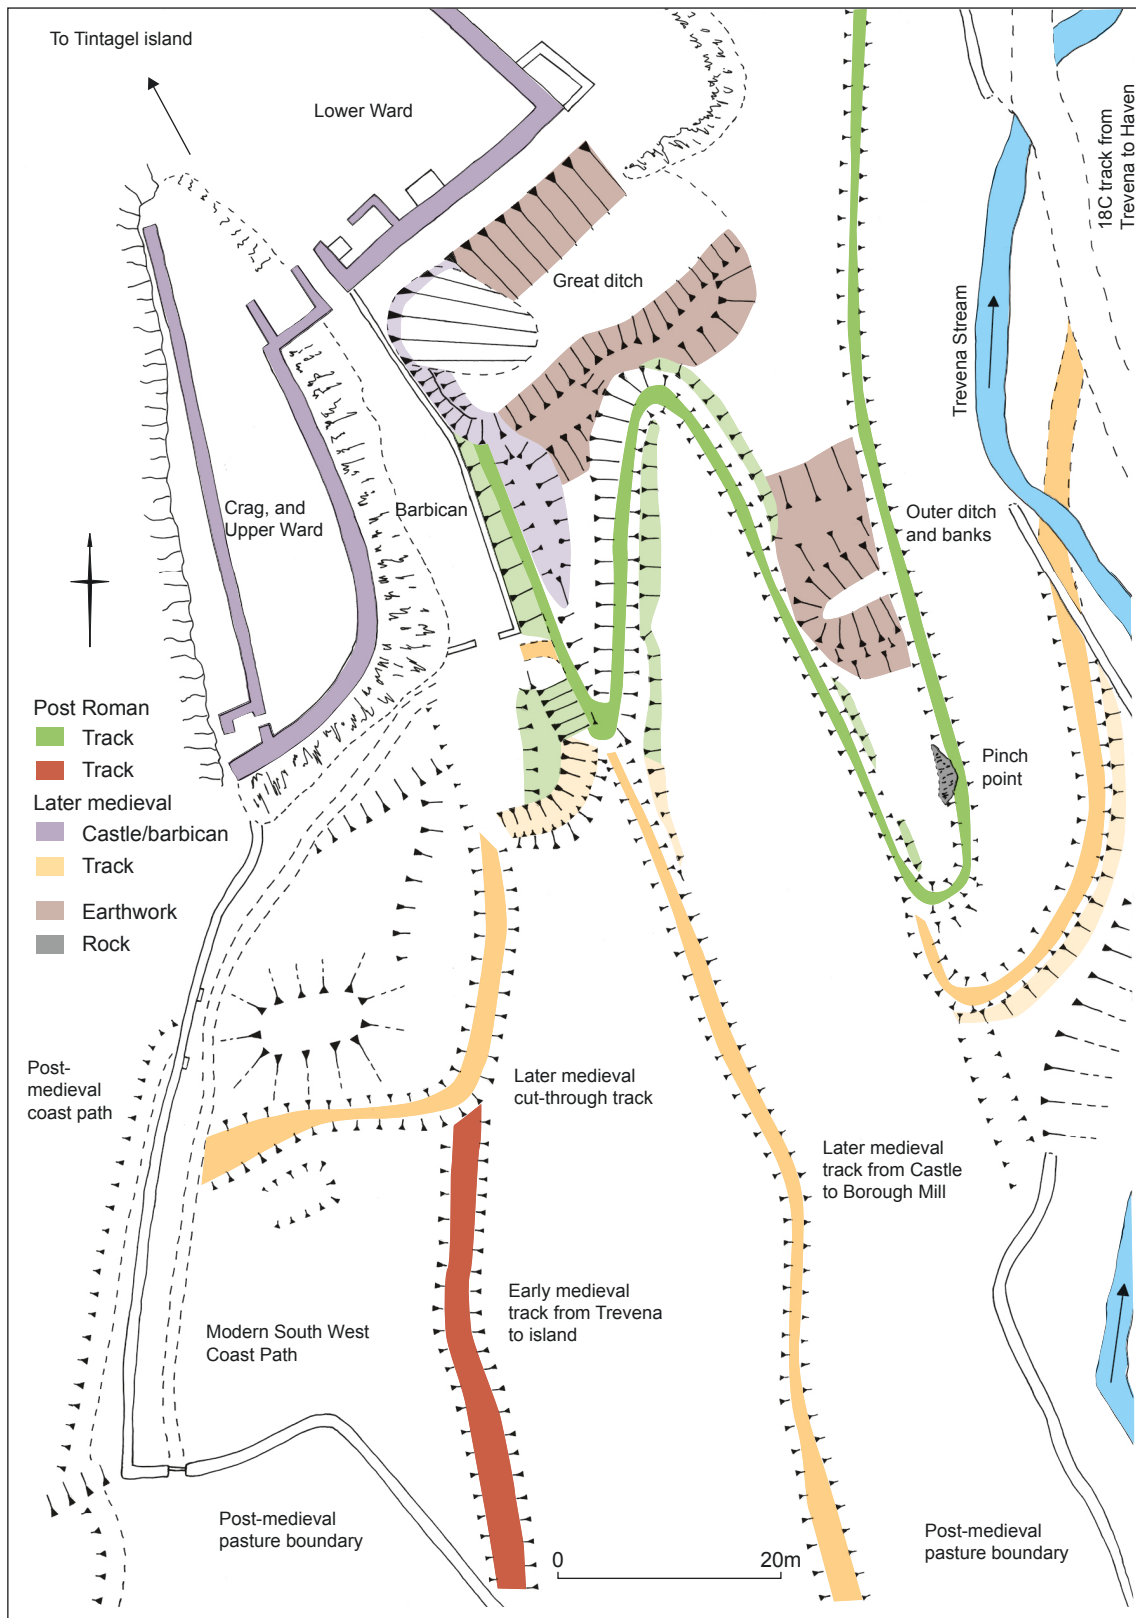 To Tintagel island
Lower Ward
18C track from
Trevena to Haven
Great ditch
Trevena Stream
Crag, and
Upper Ward
Barbican
Outer ditch
and banks
Post Roman
Track
Track
Later medieval
Castle/barbican
Track
Earthwork
Rock
Pinch
point
Post-
medieval
coast path
Later medieval
cut-through track
Later medieval
track from Castle
to Borough Mill
Early medieval
track from Trevena
to island
Modern South West
Coast Path
Post-medieval
pasture boundary
Post-medieval
pasture boundary
0 20m